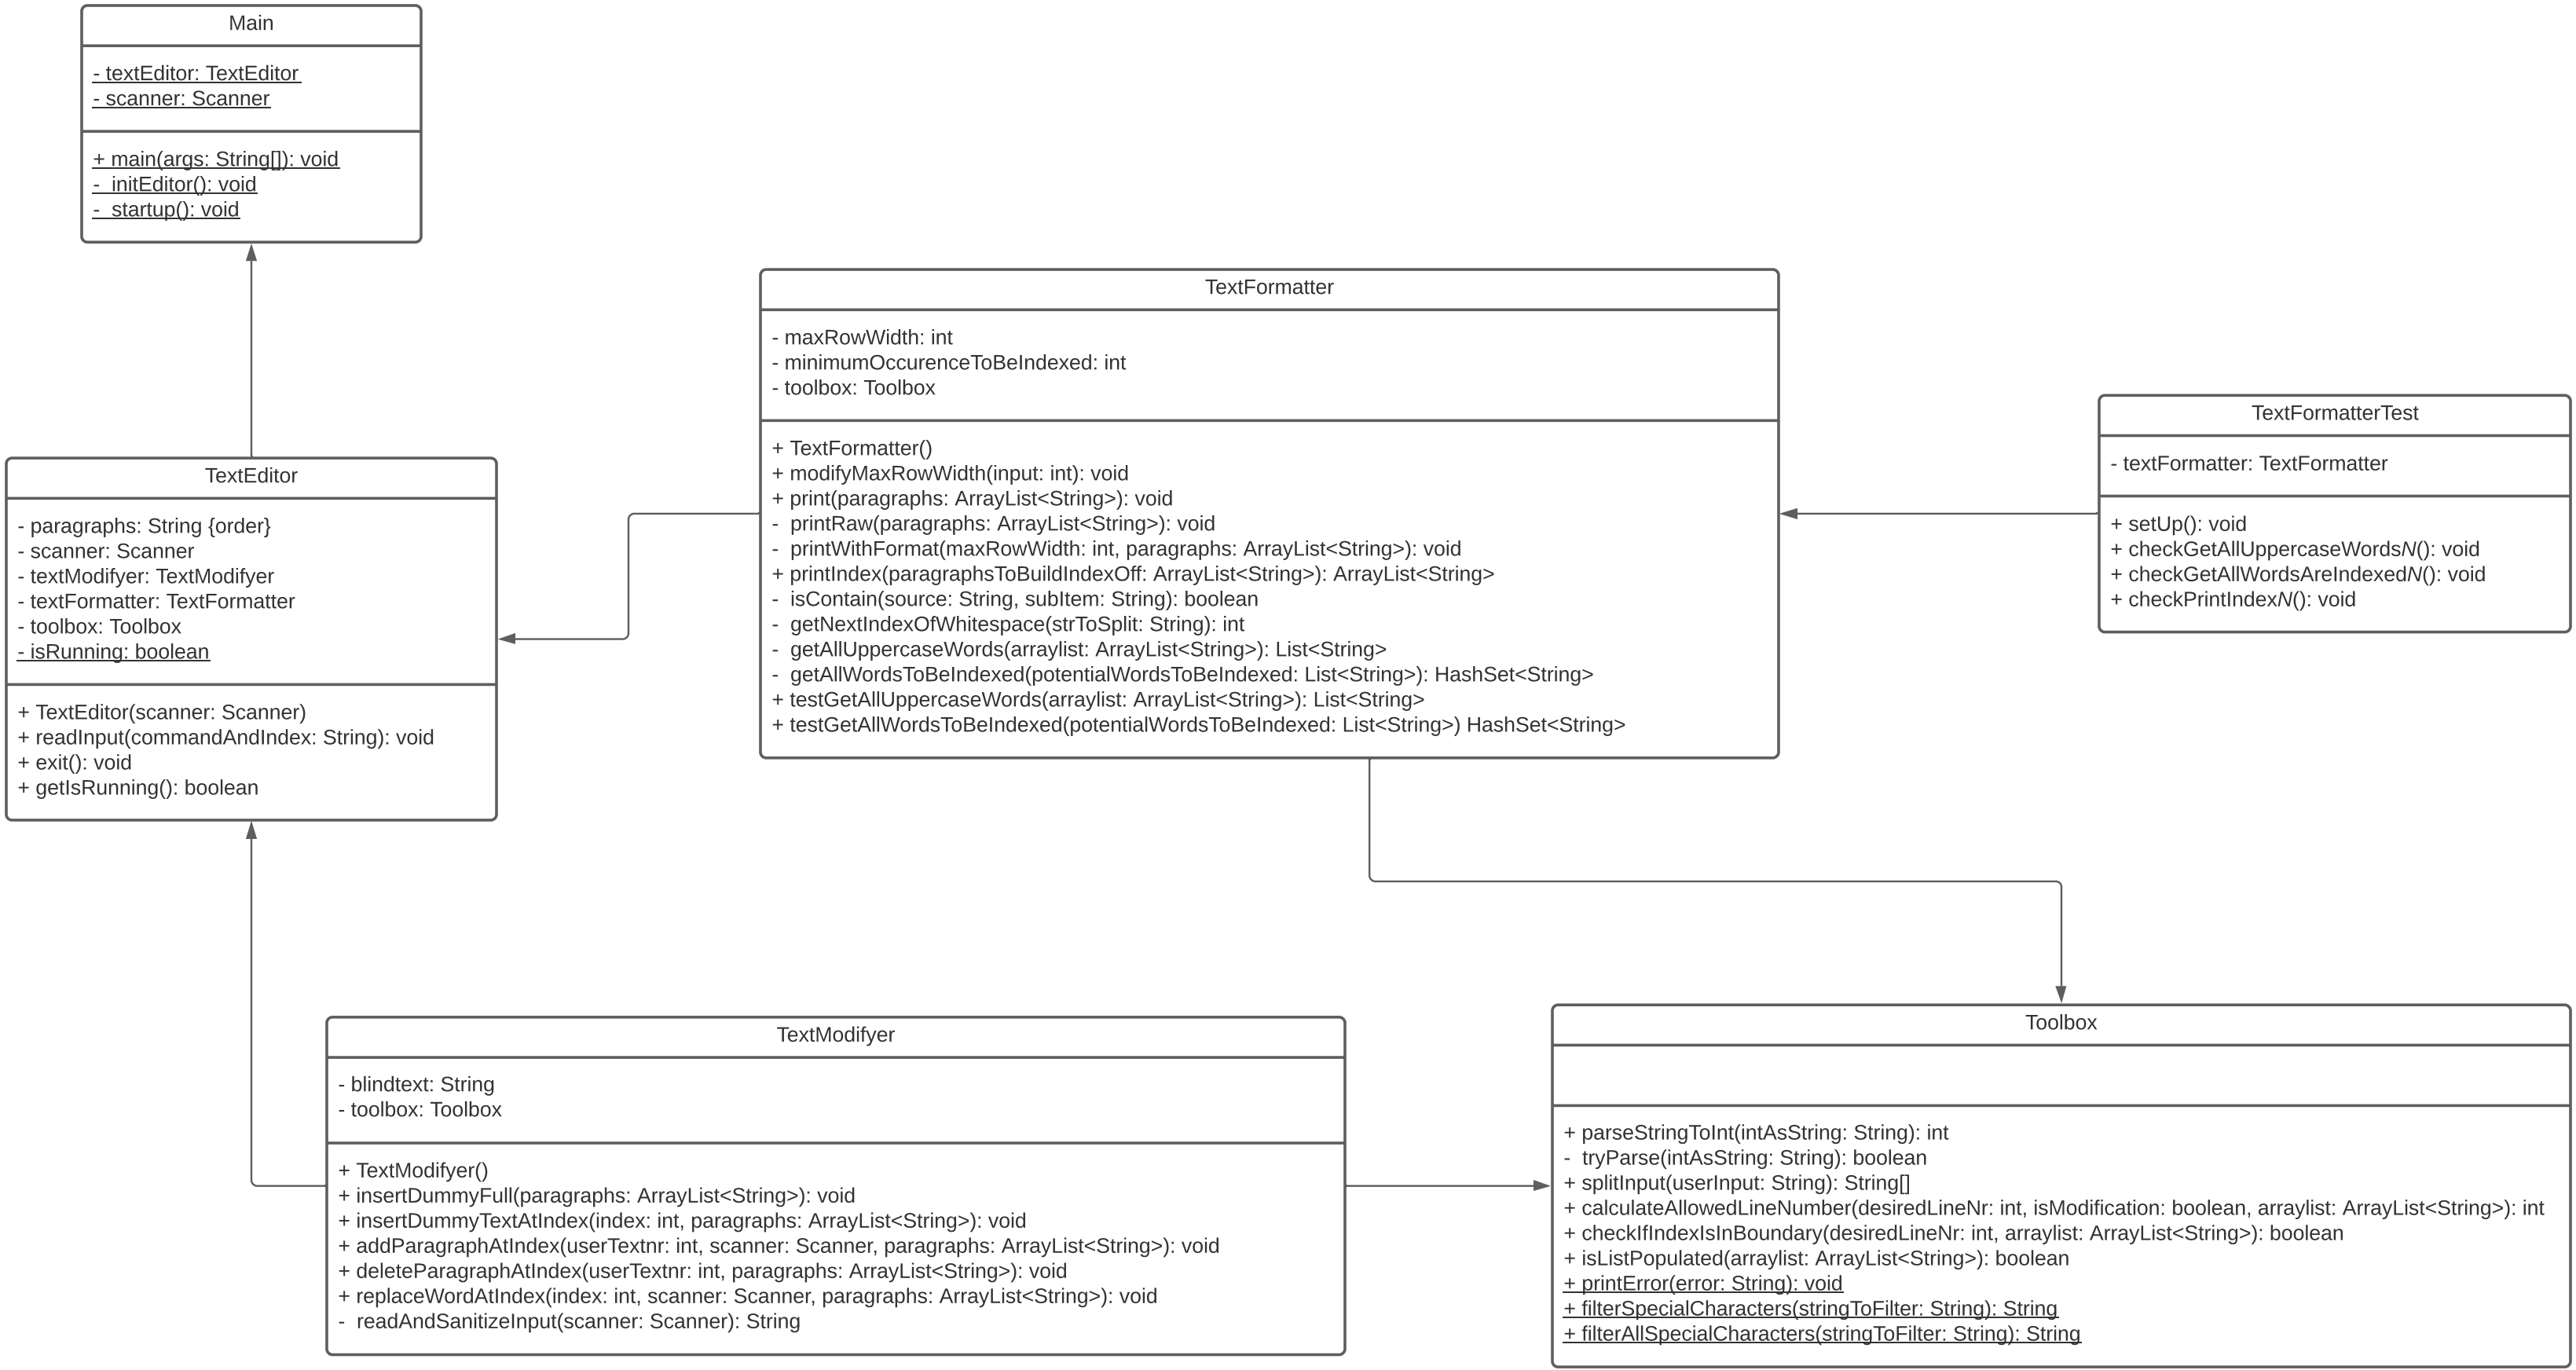 Main
- textEditor: TextEditor
- scanner: Scanner
+ main(args: String[]): void
-  initEditor(): void
-  startup(): void
TextFormatter
- maxRowWidth: int
- minimumOccurenceToBeIndexed: int
- toolbox: Toolbox
+ TextFormatter()
+ modifyMaxRowWidth(input: int): void
+ print(paragraphs: ArrayList<String>): void
-  printRaw(paragraphs: ArrayList<String>): void
-  printWithFormat(maxRowWidth: int, paragraphs: ArrayList<String>): void
+ printIndex(paragraphsToBuildIndexOff: ArrayList<String>): ArrayList<String>
-  isContain(source: String, subItem: String): boolean
-  getNextIndexOfWhitespace(strToSplit: String): int
-  getAllUppercaseWords(arraylist: ArrayList<String>): List<String>
-  getAllWordsToBeIndexed(potentialWordsToBeIndexed: List<String>): HashSet<String>
+ testGetAllUppercaseWords(arraylist: ArrayList<String>): List<String>
+ testGetAllWordsToBeIndexed(potentialWordsToBeIndexed: List<String>) HashSet<String>
TextFormatterTest
- textFormatter: TextFormatter
+ setUp(): void
+ checkGetAllUppercaseWordsN(): void
+ checkGetAllWordsAreIndexedN(): void
+ checkPrintIndexN(): void
TextEditor
- paragraphs: String {order}
- scanner: Scanner
- textModifyer: TextModifyer
- textFormatter: TextFormatter
- toolbox: Toolbox
- isRunning: boolean
+ TextEditor(scanner: Scanner)
+ readInput(commandAndIndex: String): void
+ exit(): void
+ getIsRunning(): boolean
TextModifyer
- blindtext: String
- toolbox: Toolbox
+ TextModifyer()
+ insertDummyFull(paragraphs: ArrayList<String>): void
+ insertDummyTextAtIndex(index: int, paragraphs: ArrayList<String>): void
+ addParagraphAtIndex(userTextnr: int, scanner: Scanner, paragraphs: ArrayList<String>): void
+ deleteParagraphAtIndex(userTextnr: int, paragraphs: ArrayList<String>): void
+ replaceWordAtIndex(index: int, scanner: Scanner, paragraphs: ArrayList<String>): void
-  readAndSanitizeInput(scanner: Scanner): String
Toolbox
+ parseStringToInt(intAsString: String): int
-  tryParse(intAsString: String): boolean
+ splitInput(userInput: String): String[]
+ calculateAllowedLineNumber(desiredLineNr: int, isModification: boolean, arraylist: ArrayList<String>): int
+ checkIfIndexIsInBoundary(desiredLineNr: int, arraylist: ArrayList<String>): boolean
+ isListPopulated(arraylist: ArrayList<String>): boolean
+ printError(error: String): void
+ filterSpecialCharacters(stringToFilter: String): String
+ filterAllSpecialCharacters(stringToFilter: String): String